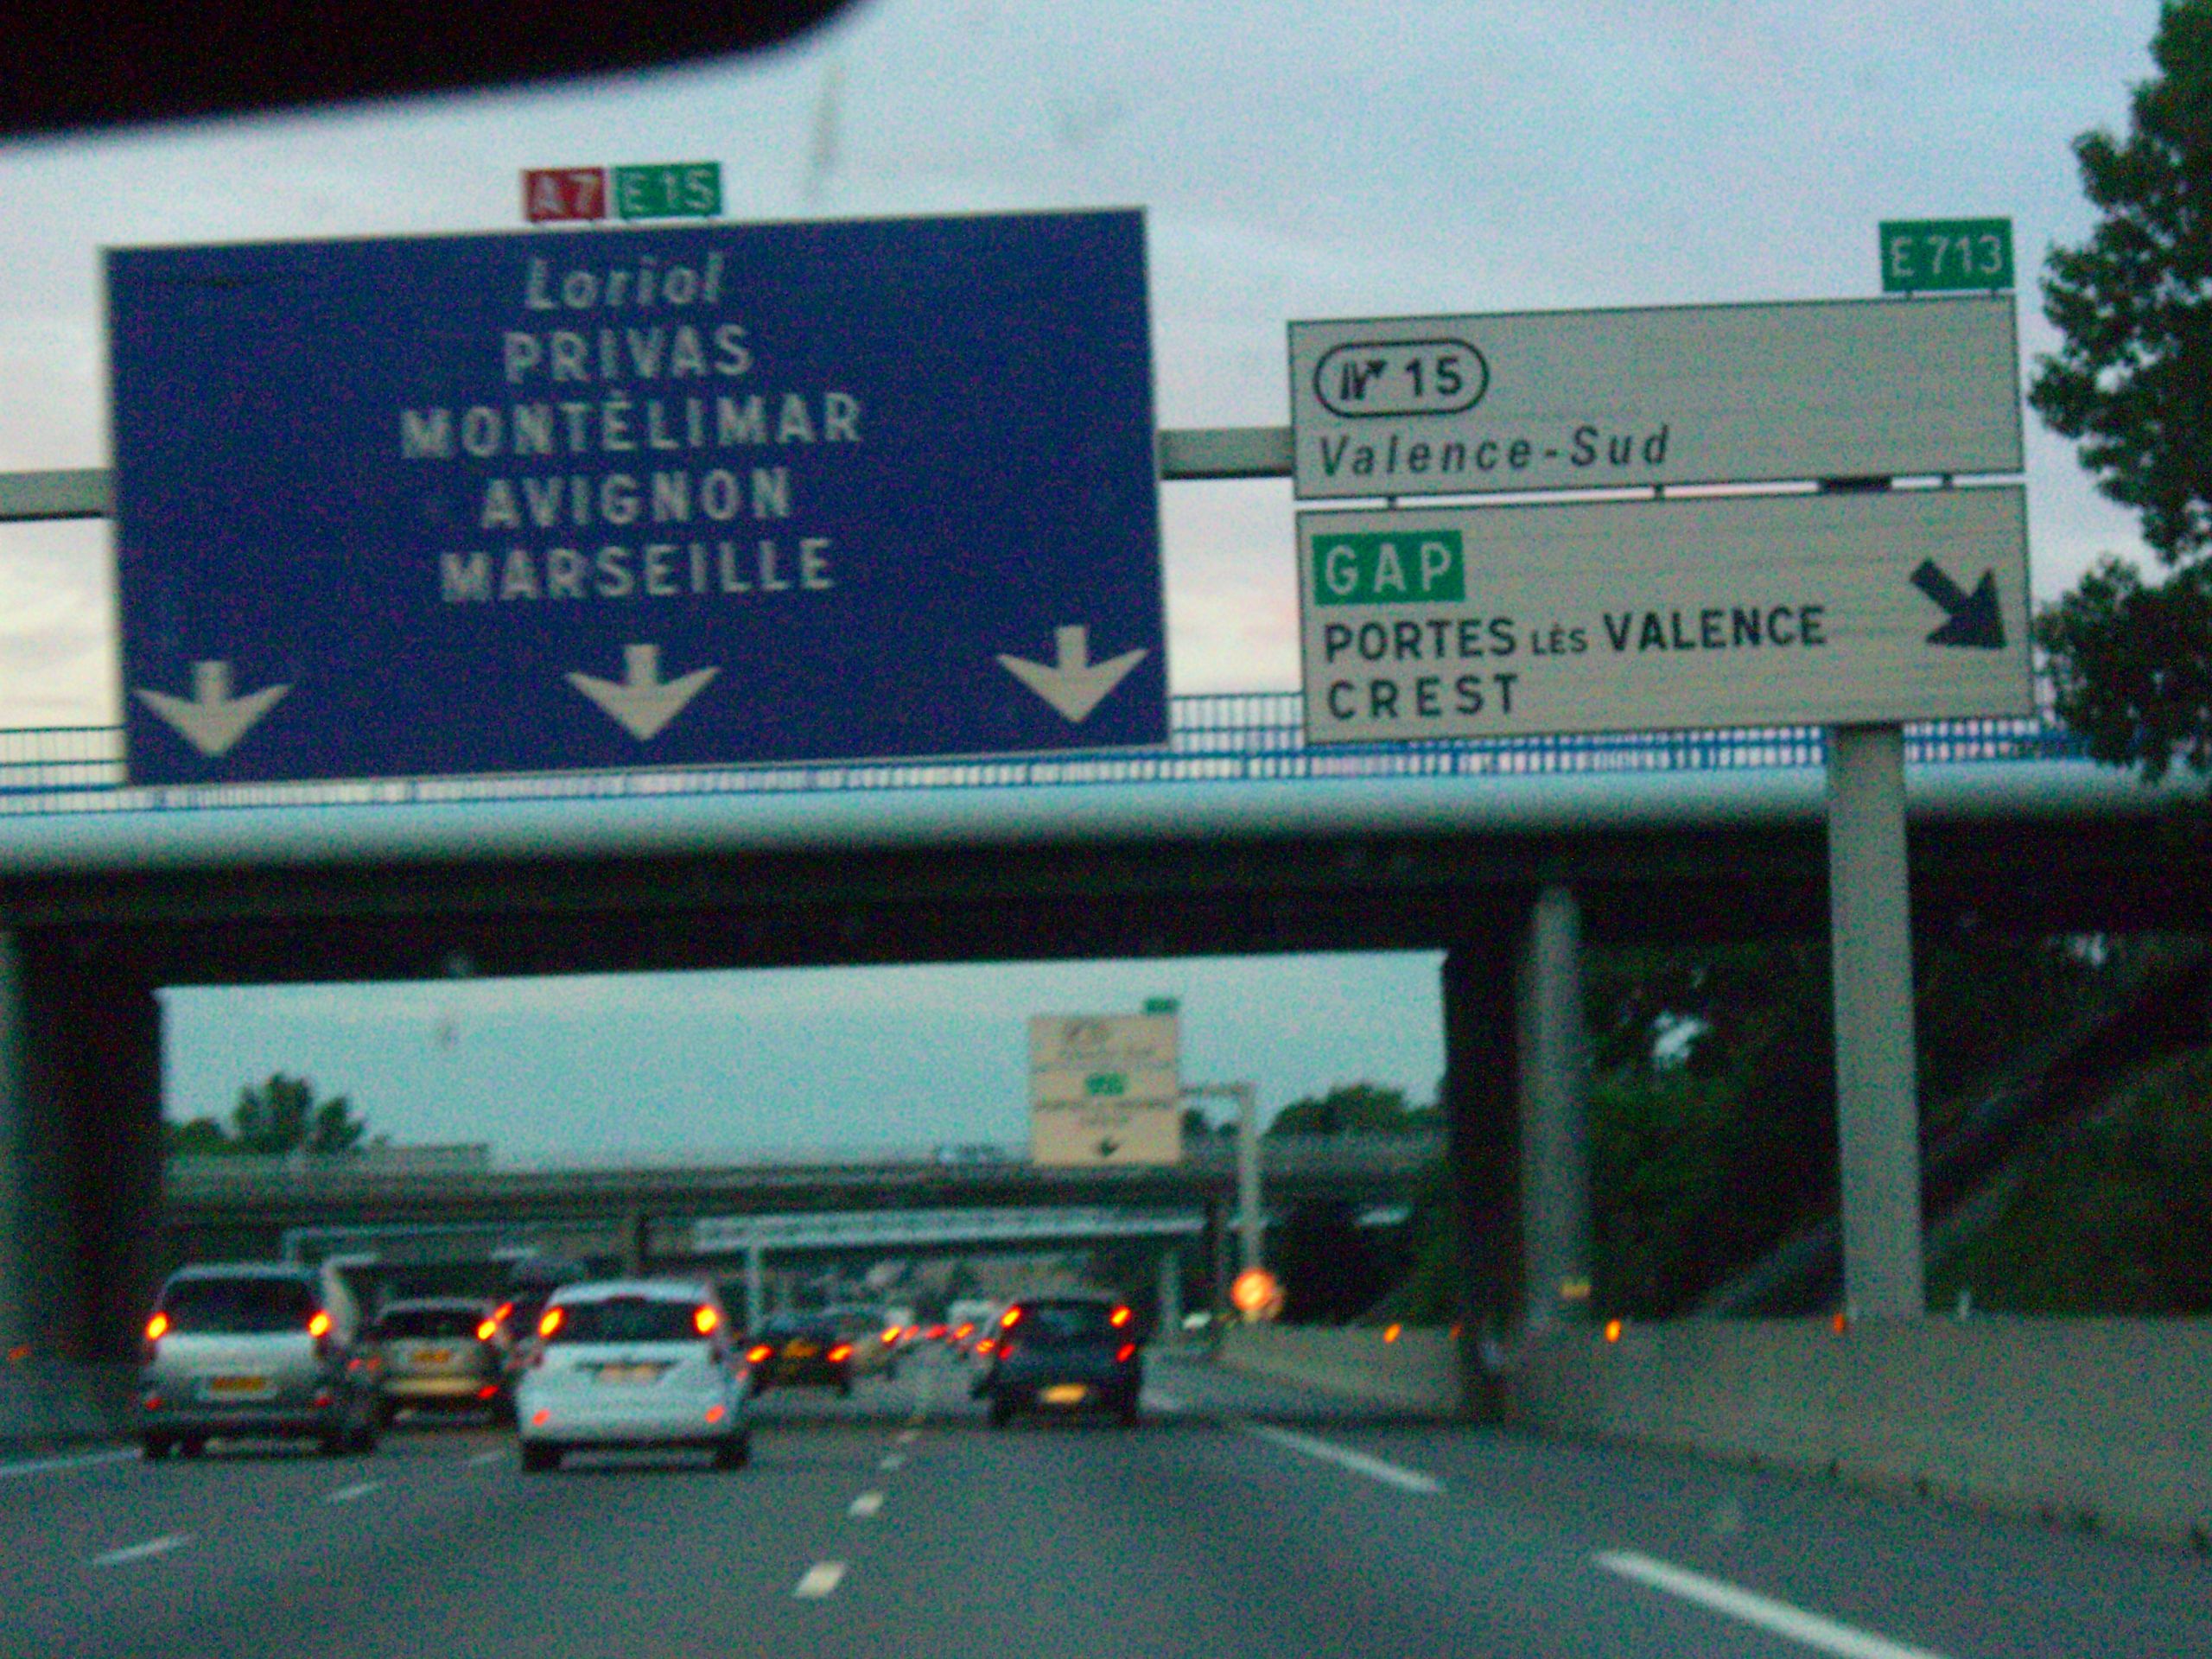 A7 E15
Loriol
PRIVAS
MONTÉLIMAR
AVIGNON
MARSEILLE
E713
15
Valence-Sud
GAP
PORTES LÈS VALENCE
CREST